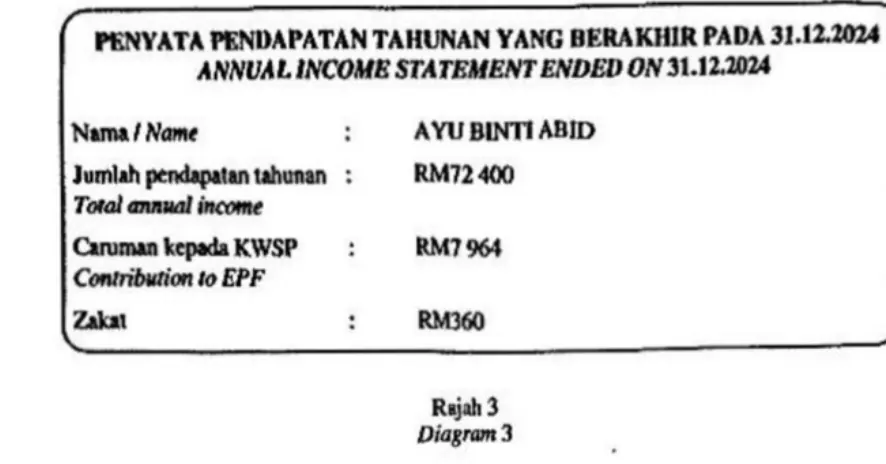 PENYATA PENDAPATAN TAHUNAN YANG BERAKHIR PADA 31.12.2024
ANNUAL INCOME STATEMENT ENDED ON 31.12.2024
Nama / Name : AYU BINTI ABID
Jumlah pendapatan tahunan : RM72 400
Total annual income
Caruman kepada KWSP : RM7 964
Contribution to EPF
Zakat : RM360
Rajah 3
Diagram 3